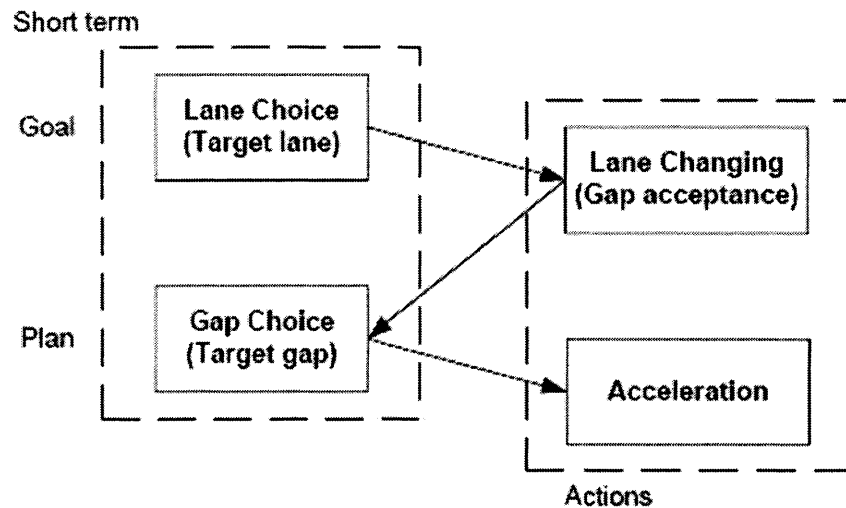 Short term
Goal
Lane Choice
(Target lane)
Lane Changing
(Gap acceptance)
Plan
Gap Choice
(Target gap)
Acceleration
Actions